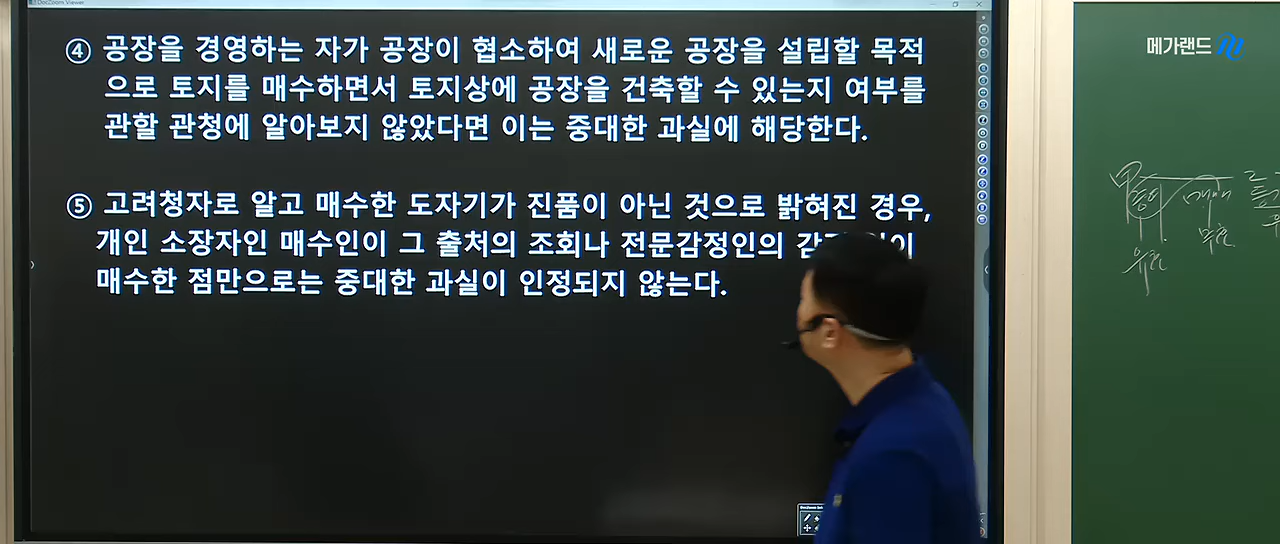 DocZoom Viewer
④ 공장을 경영하는 자가 공장이 협소하여 새로운 공장을 설립할 목적
으로 토지를 매수하면서 토지상에 공장을 건축할 수 있는지 여부를
관할 관청에 알아보지 않았다면 이는 중대한 과실에 해당한다.
⑤ 고려청자로 알고 매수한 도자기가 진품이 아닌 것으로 밝혀진 경우,
개인 소장자인 매수인이 그 출처의 조회나 전문감정인의
매수한 점만으로는 중대한 과실이 인정되지 않는다.
메가랜드
매매
무효
유효